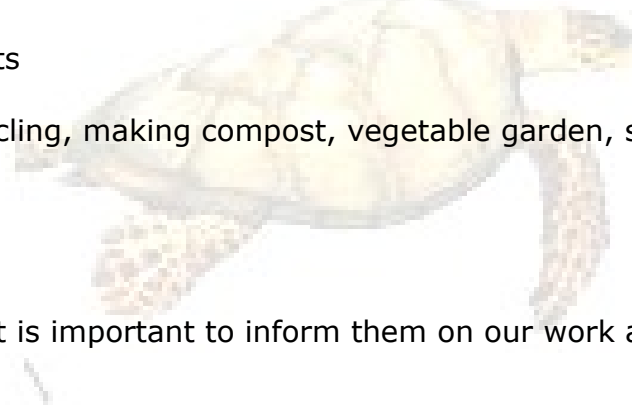 ts
cling, making compost, vegetable garden, s
t is important to inform them on our work a